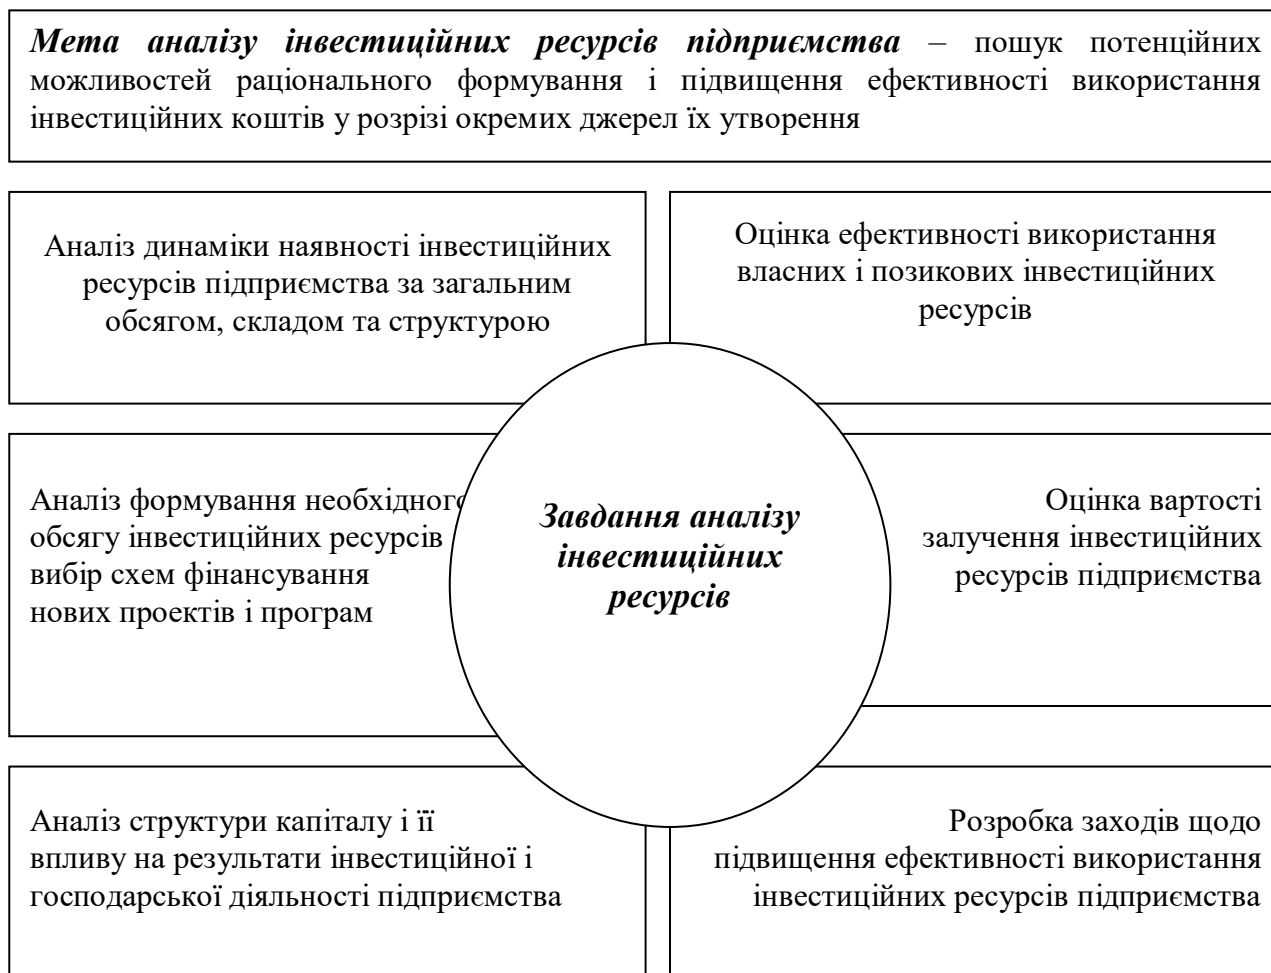 Мета аналізу інвестиційних ресурсів підприємства – пошук потенційних
можливостей раціонального формування і підвищення ефективності використання
інвестиційних коштів у розрізі окремих джерел їх утворення
Аналіз динаміки наявності інвестиційних
ресурсів підприємства за загальним
обсягом, складом та структурою
Оцінка ефективності використання
власних і позикових інвестиційних
ресурсів
Аналіз формування необхідного
обсягу інвестиційних ресурсів
вибір схем фінансування
нових проектів і програм
Завдання аналізу
інвестиційних
ресурсів
Оцінка вартості
залучення інвестиційних
ресурсів підприємства
Аналіз структури капіталу і її
впливу на результати інвестиційної і
господарської діяльності підприємства
Розробка заходів щодо
підвищення ефективності використання
інвестиційних ресурсів підприємства